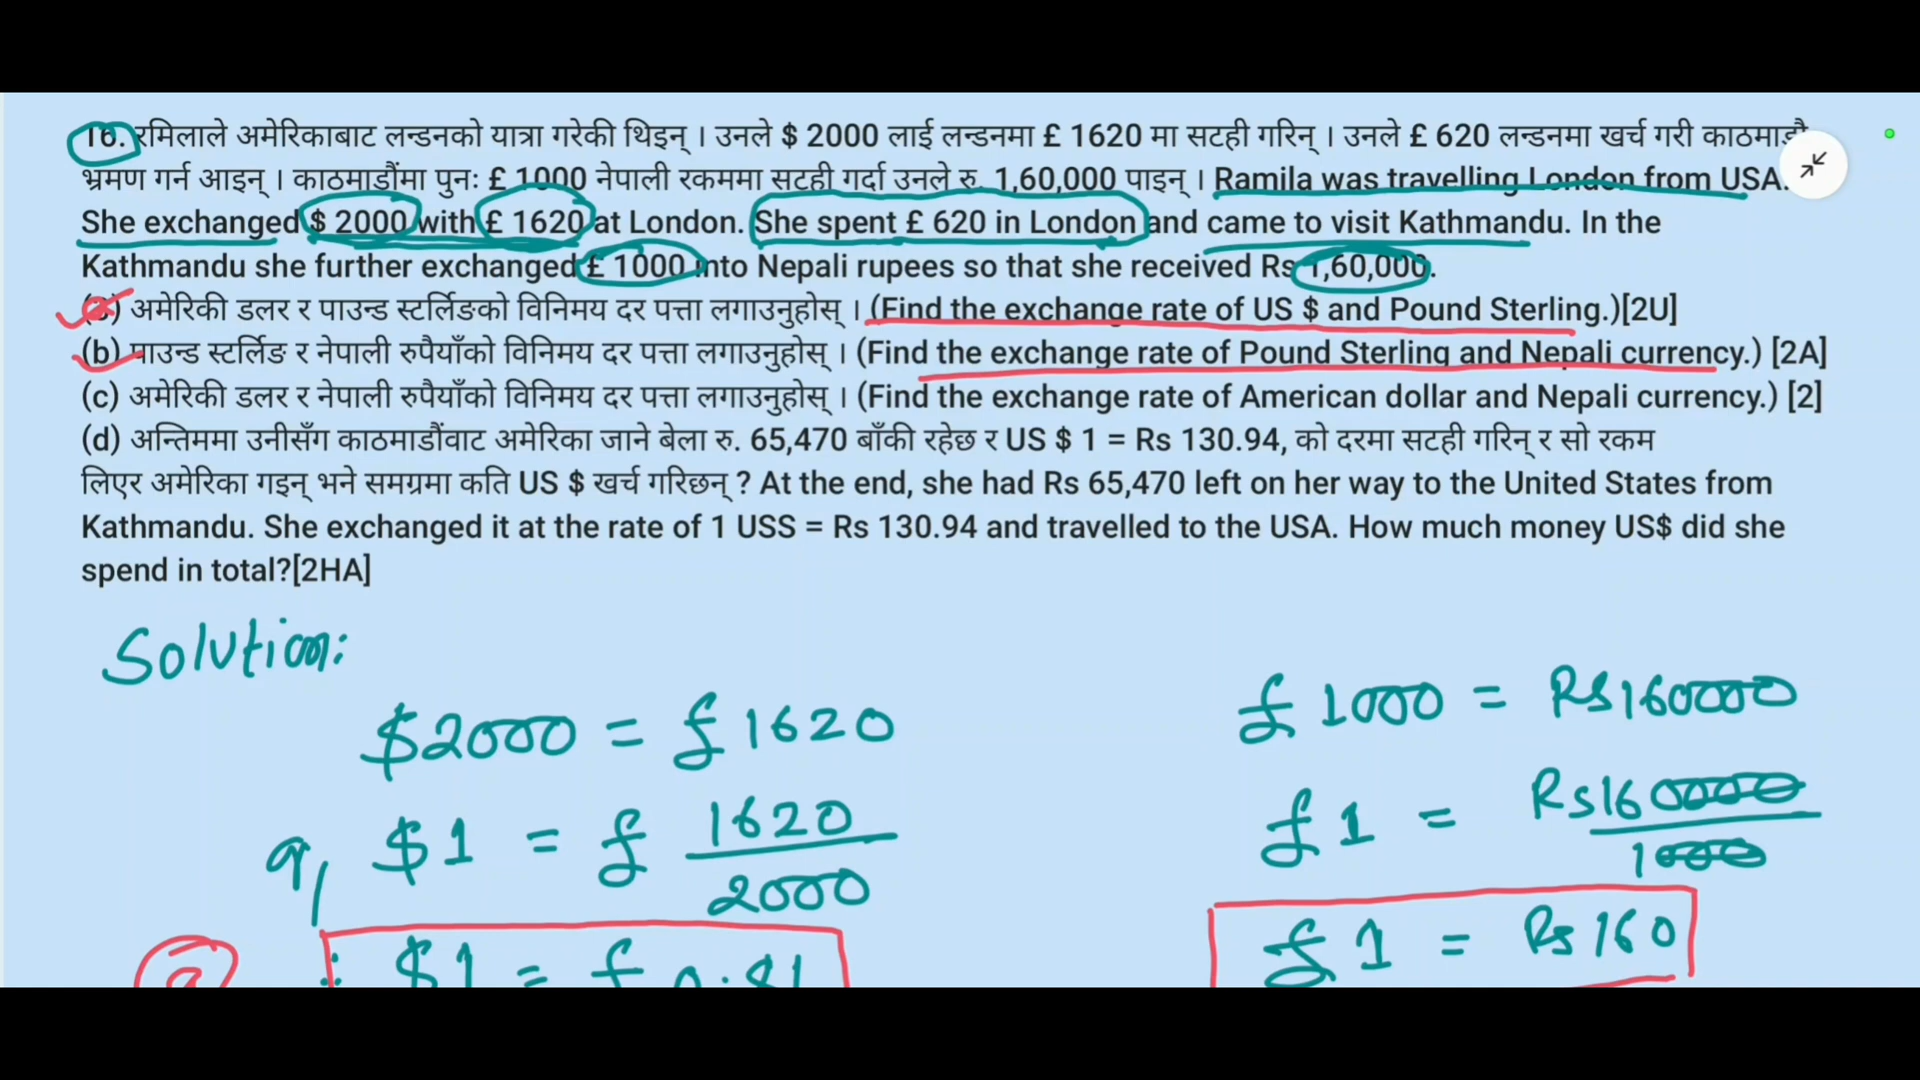 16. रमिलाले अमेरिकाबाट लन्डनको यात्रा गरेकी थिइन् । उनले $ 2000 लाई लन्डनमा £ 1620 मा सटही गरिन् । उनले £ 620 लन्डनमा खर्च गरी काठमाडौं
भ्रमण गर्न आइन् । काठमाडौंमा पुनः £ 1000 नेपाली रकममा सटही गर्दा उनले रु. 1,60,000 पाइन् । Ramila was travelling London from USA.
She exchanged $ 2000 with £ 1620 at London. She spent £ 620 in London and came to visit Kathmandu. In the
Kathmandu she further exchanged £ 1000 into Nepali rupees so that she received Rs 1,60,000.
(a) अमेरिकी डलर र पाउन्ड स्टर्लिङको विनिमय दर पत्ता लगाउनुहोस् । (Find the exchange rate of US $ and Pound Sterling.)[2U]
(b) पाउन्ड स्टर्लिङ र नेपाली रुपैयाँको विनिमय दर पत्ता लगाउनुहोस् । (Find the exchange rate of Pound Sterling and Nepali currency.) [2A]
(c) अमेरिकी डलर र नेपाली रुपैयाँको विनिमय दर पत्ता लगाउनुहोस् । (Find the exchange rate of American dollar and Nepali currency.) [2]
(d) अन्तिममा उनीसँग काठमाडौंवाट अमेरिका जाने बेला रु. 65,470 बाँकी रहेछ र US $ 1 = Rs 130.94, को दरमा सटही गरिन् र सो रकम
लिएर अमेरिका गइन् भने समग्रमा कति US $ खर्च गरिछन् ? At the end, she had Rs 65,470 left on her way to the United States from
Kathmandu. She exchanged it at the rate of 1 USS = Rs 130.94 and travelled to the USA. How much money US$ did she
spend in total?[2HA]
Solution:
$2000 = £ 1620
£ 1000 = Rs160000
$1 = £ 1620/2000
£1 = Rs160000/1000
$1 = £ 0.81
£1 = Rs 160